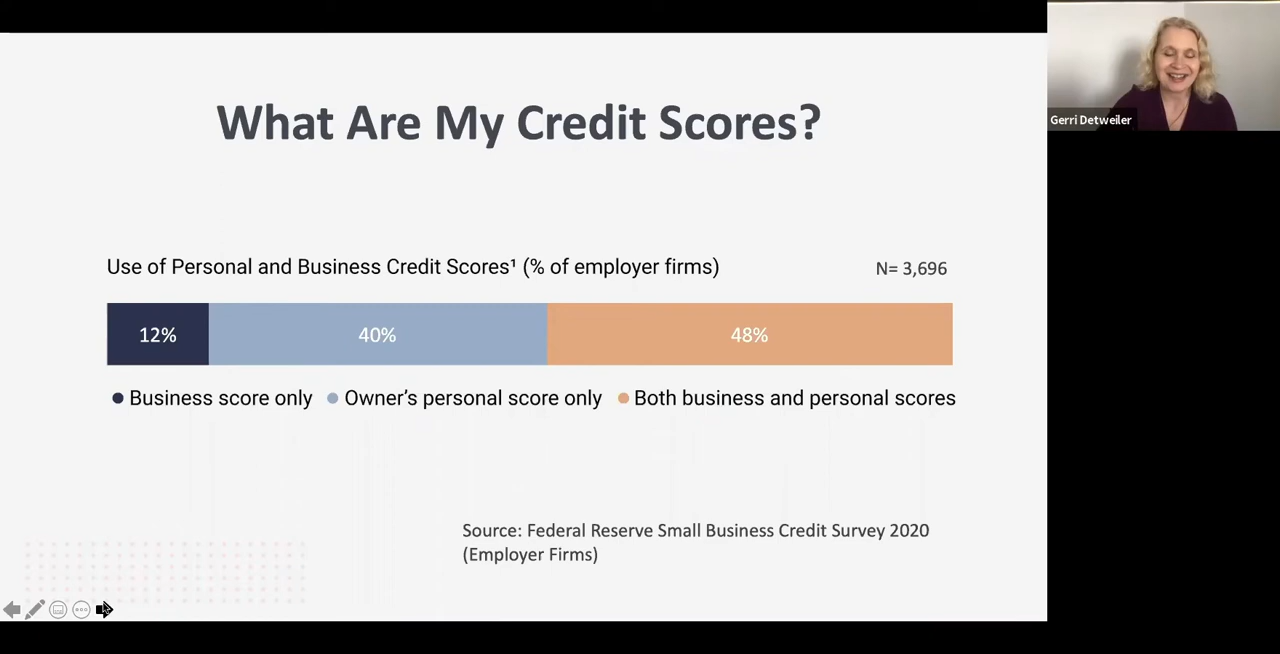 What Are My Credit Scores?
Gerri Detweiler
Use of Personal and Business Credit Scores¹ (% of employer firms)
N= 3,696
12%
40%
48%
Business score only
Owner’s personal score only
Both business and personal scores
Source: Federal Reserve Small Business Credit Survey 2020
(Employer Firms)